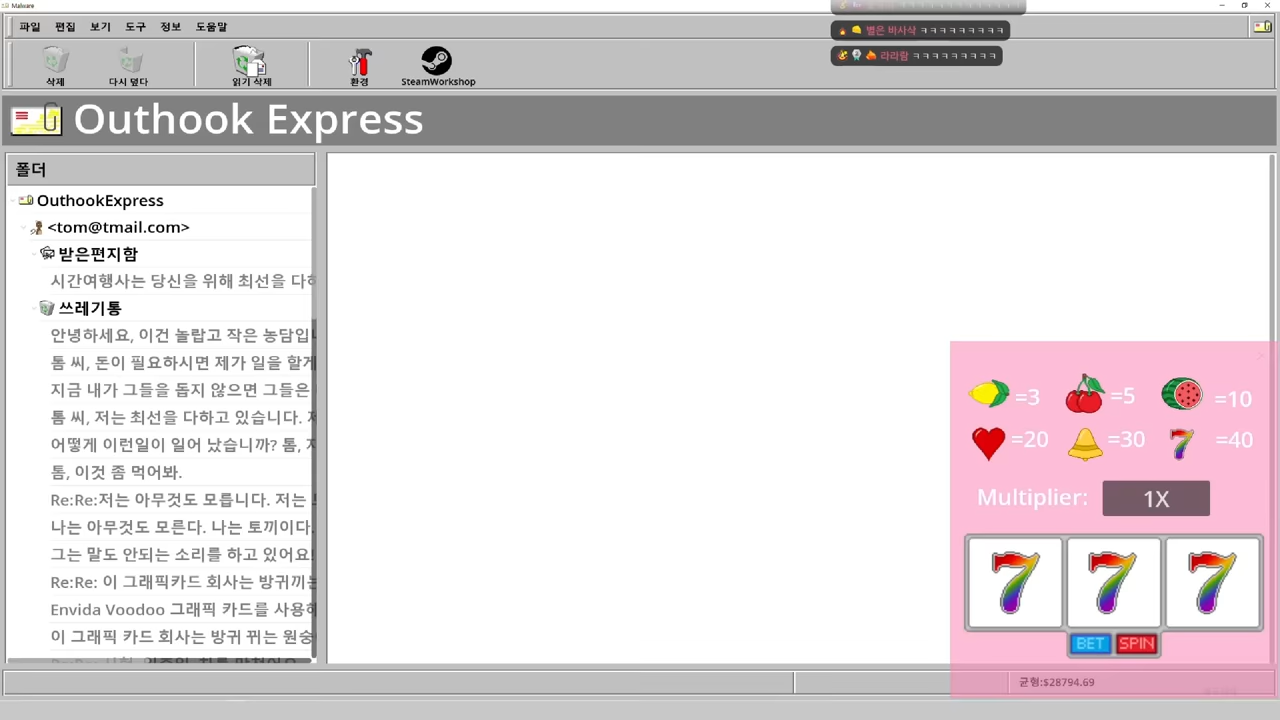 Malware
파일 편집 보기 도구 정보 도움말
별은 비사삭 ㅋㅋㅋㅋㅋㅋㅋㅋㅋ
라리람 ㅋㅋㅋㅋㅋㅋㅋㅋㅋ
삭제 다시 덮다 읽기 삭제 환경 SteamWorkshop
Outhook Express
폴더
OuthookExpress
<tom@tmail.com>
받은편지함
시간여행사는 당신을 위해 최선을 다하
쓰레기통
안녕하세요, 이건 놀랍고 작은 농담입니
톰 씨, 돈이 필요하시면 제가 일을 할게
지금 내가 그들을 돕지 않으면 그들은
톰 씨, 저는 최선을 다하고 있습니다.
어떻게 이런일이 일어 났습니까? 톰,
톰, 이것 좀 먹어봐.
Re:Re:저는 아무것도 모릅니다. 저는
나는 아무것도 모른다. 나는 토끼이다.
그는 말도 안되는 소리를 하고 있어요!
Re:Re: 이 그래픽카드 회사는 방귀끼는
Envida Voodoo 그래픽 카드를 사용해
이 그래픽 카드 회사는 방귀 뀌는 원숭
=3 =5 =10
=20 =30 =40
Multiplier: 1X
7 7 7
BET SPIN
균형:$28794.69